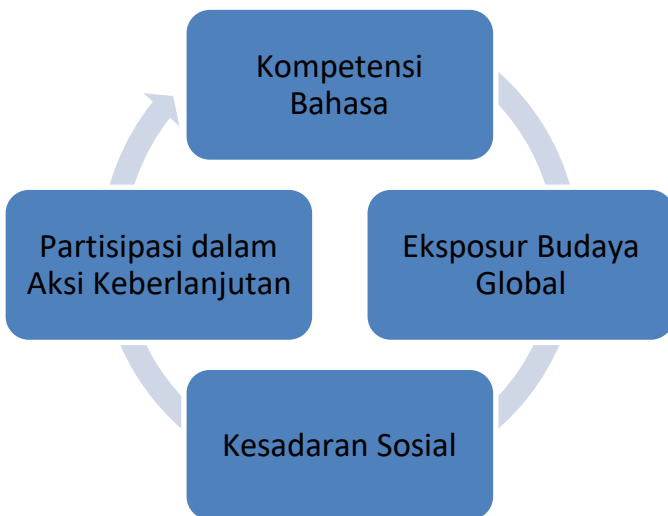 Kompetensi
Bahasa
Eksposur Budaya
Global
Kesadaran Sosial
Partisipasi dalam
Aksi Keberlanjutan